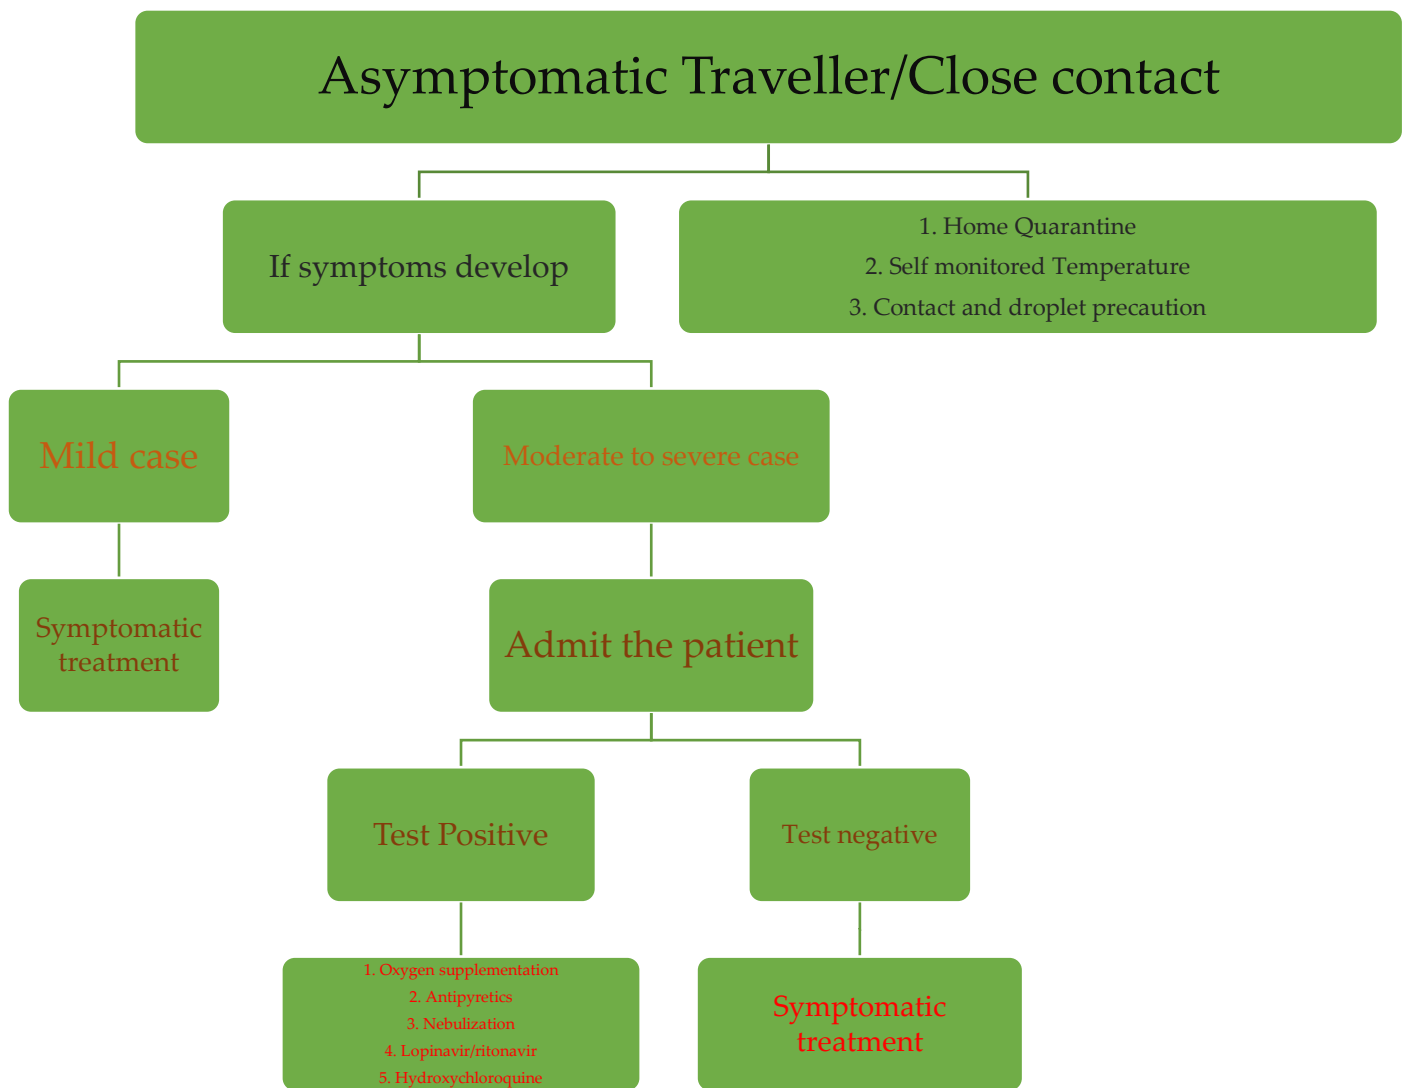 Asymptomatic Traveller/Close contact
If symptoms develop
1. Home Quarantine
2. Self monitored Temperature
3. Contact and droplet precaution
Mild case
Moderate to severe case
Symptomatic
treatment
Admit the patient
Test Positive
Test negative
1. Oxygen supplementation
2. Antipyretics
3. Nebulization
4. Lopinavir/ritonavir
5. Hydroxychloroquine
Symptomatic
treatment